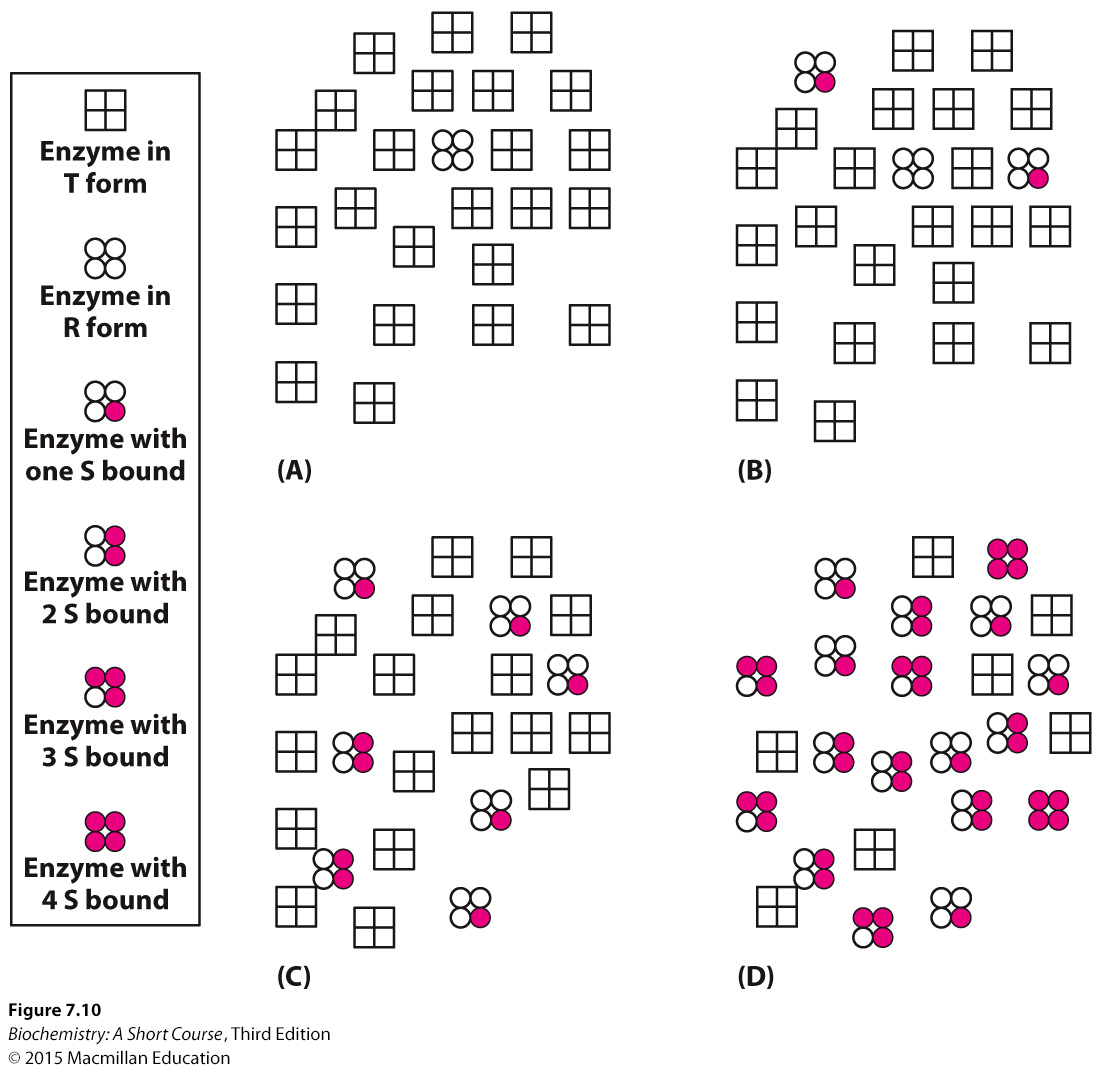 Enzyme in
T form
Enzyme in
R form
Enzyme with
one S bound
Enzyme with
2 S bound
Enzyme with
3 S bound
Enzyme with
4 S bound
(A)
(B)
(C)
(D)
Figure 7.10
Biochemistry: A Short Course, Third Edition
© 2015 Macmillan Education